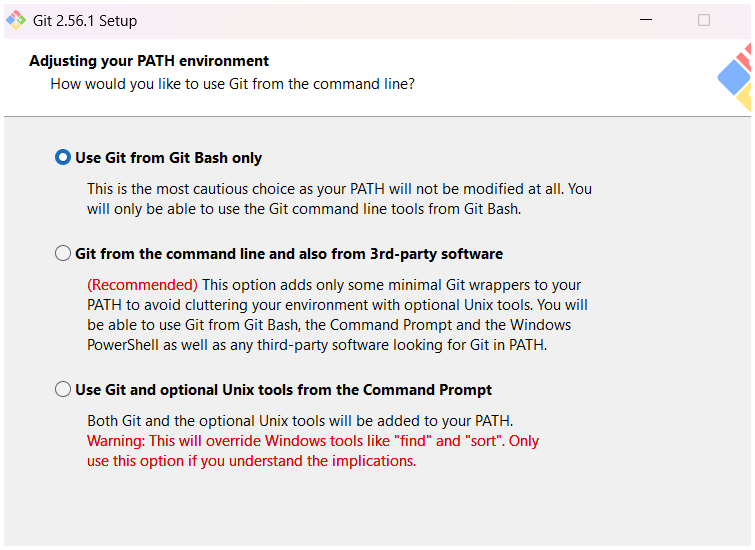 Git 2.56.1 Setup
Adjusting your PATH environment
How would you like to use Git from the command line?
Use Git from Git Bash only
This is the most cautious choice as your PATH will not be modified at all. You
will only be able to use the Git command line tools from Git Bash.
Git from the command line and also from 3rd-party software
(Recommended) This option adds only some minimal Git wrappers to your
PATH to avoid cluttering your environment with optional Unix tools. You will
be able to use Git from Git Bash, the Command Prompt and the Windows
PowerShell as well as any third-party software looking for Git in PATH.
Use Git and optional Unix tools from the Command Prompt
Both Git and the optional Unix tools will be added to your PATH.
Warning: This will override Windows tools like "find" and "sort". Only
use this option if you understand the implications.